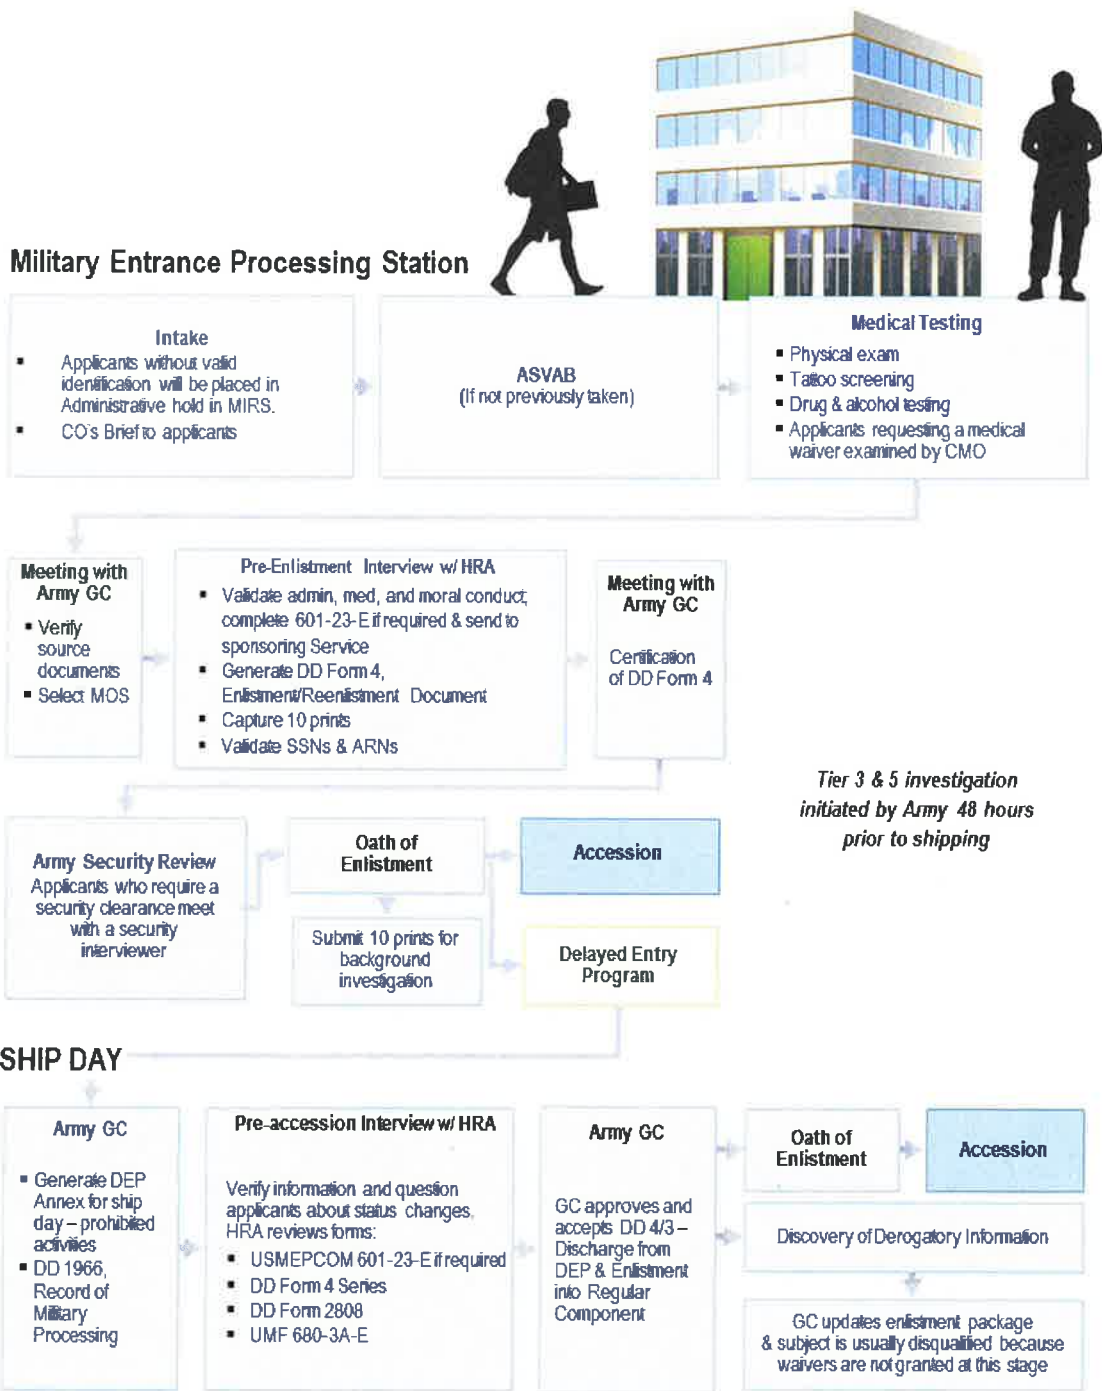 Military Entrance Processing Station
Intake
▪ Applicants without valid
identification will be placed in
Administrative hold in MIRS.
▪ CO's Brief to applicants
ASVAB
(If not previously taken)
Medical Testing
▪ Physical exam
▪ Tattoo screening
▪ Drug & alcohol testing
▪ Applicants requesting a medical
waiver examined by CMO
Meeting with
Army GC
▪ Verify
source
documents
▪ Select MOS
Pre-Enlistment Interview w/ HRA
▪ Validate admin, med, and moral conduct;
complete 601-23-E if required & send to
sponsoring Service
▪ Generate DD Form 4,
Enlistment/Reenlistment Document
▪ Capture 10 prints
▪ Validate SSNs & ARNs
Meeting with
Army GC
Certification
of DD Form 4
Tier 3 & 5 investigation
initiated by Army 48 hours
prior to shipping
Army Security Review
Applicants who require a
security clearance meet
with a security
interviewer
Oath of
Enlistment
Accession
Submit 10 prints for
background
investigation
Delayed Entry
Program
SHIP DAY
Army GC
▪ Generate DEP
Annex for ship
day – prohibited
activities
▪ DD 1966,
Record of
Military
Processing
Pre-accession Interview w/ HRA
Verify information and question
applicants about status changes.
HRA reviews forms:
▪ USMEPCOM 601-23-E if required
▪ DD Form 4 Series
▪ DD Form 2808
▪ UMF 680-3A-E
Army GC
GC approves and
accepts DD 4/3 –
Discharge from
DEP & Enlistment
into Regular
Component
Oath of
Enlistment
Accession
Discovery of Derogatory Information
GC updates enlistment package
& subject is usually disqualified because
waivers are not granted at this stage